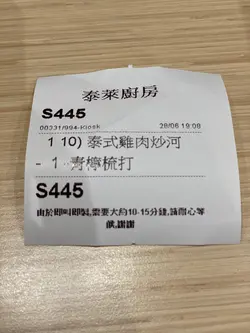 泰萊廚房
S445
00231/994-Kiosk 28/06 19:08
1 10) 泰式雞肉炒河
- 1 青檸梳打
S445
由於即叫即製,需要大約10-15分鐘,請耐心等
候,謝謝